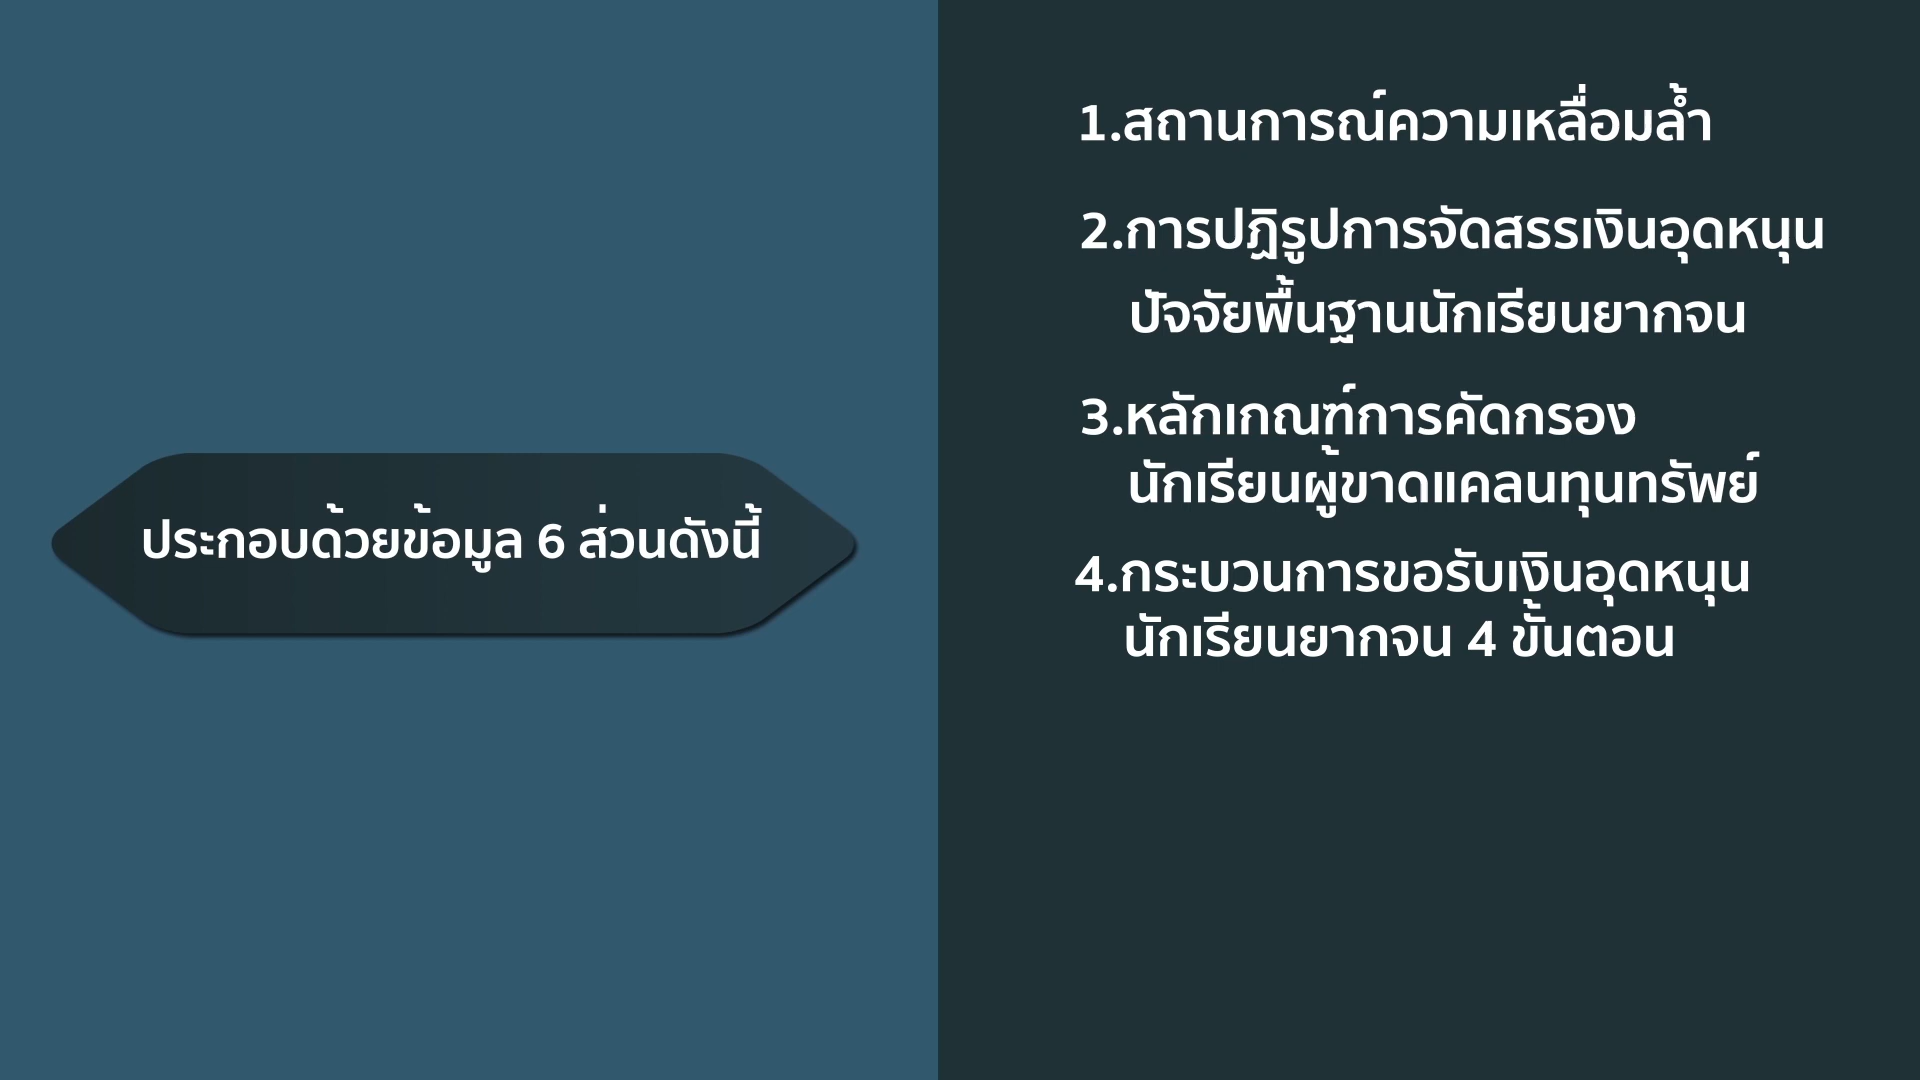 ประกอบด้วยข้อมูล 6 ส่วนดังนี้
1.สถานการณ์ความเหลื่อมล้ำ
2.การปฏิรูปการจัดสรรเงินอุดหนุน
ปัจจัยพื้นฐานนักเรียนยากจน
3.หลักเกณฑ์การคัดกรอง
นักเรียนผู้ขาดแคลนทุนทรัพย์
4.กระบวนการขอรับเงินอุดหนุน
นักเรียนยากจน 4 ขั้นตอน